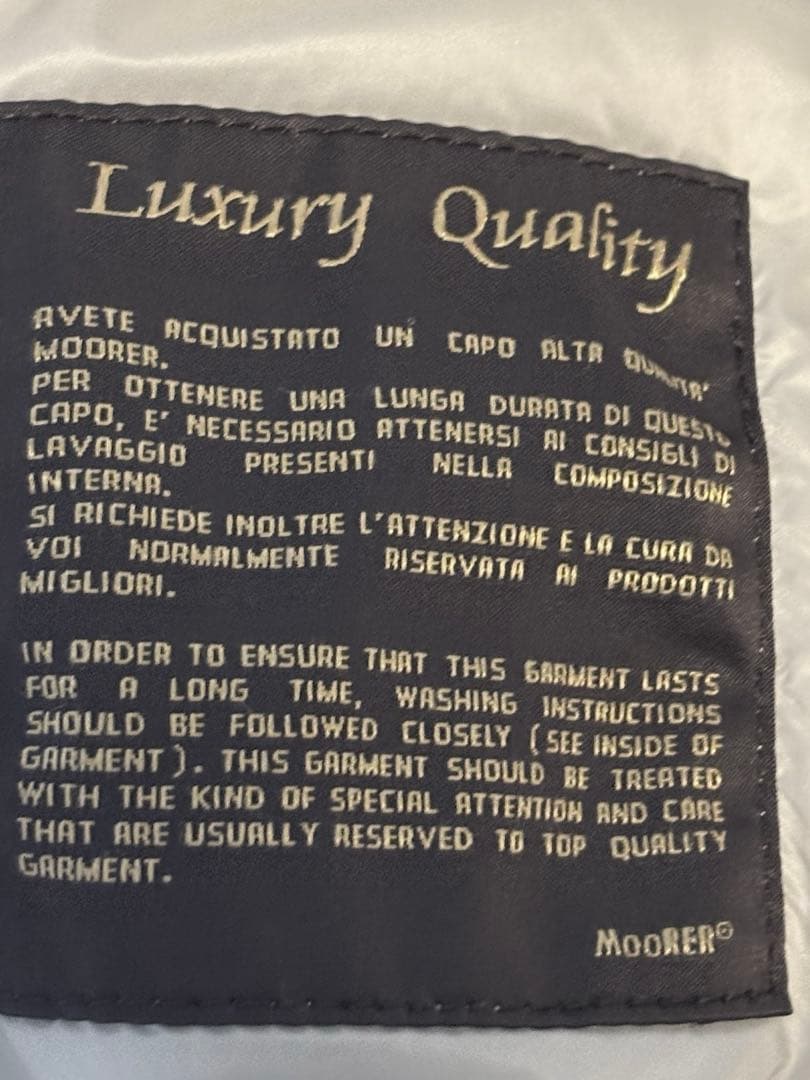 Luxury Quality
AVETE ACQUISTATO UN CAPO ALTA QUALITA'
MOORER.
PER OTTENERE UNA LUNGA DURATA DI QUESTO
CAPO, E' NECESSARIO ATTENERSI AI CONSIGLI DI
LAVAGGIO PRESENTI NELLA COMPOSIZIONE
INTERNA.
SI RICHIEDE INOLTRE L'ATTENZIONE E LA CURA DA
VOI NORMALMENTE RISERVATA AI PRODOTTI
MIGLIORI.
IN ORDER TO ENSURE THAT THIS GARMENT LASTS
FOR A LONG TIME, WASHING INSTRUCTIONS
SHOULD BE FOLLOWED CLOSELY (SEE INSIDE OF
GARMENT). THIS GARMENT SHOULD BE TREATED
WITH THE KIND OF SPECIAL ATTENTION AND CARE
THAT ARE USUALLY RESERVED TO TOP QUALITY
GARMENT.
MOORER©